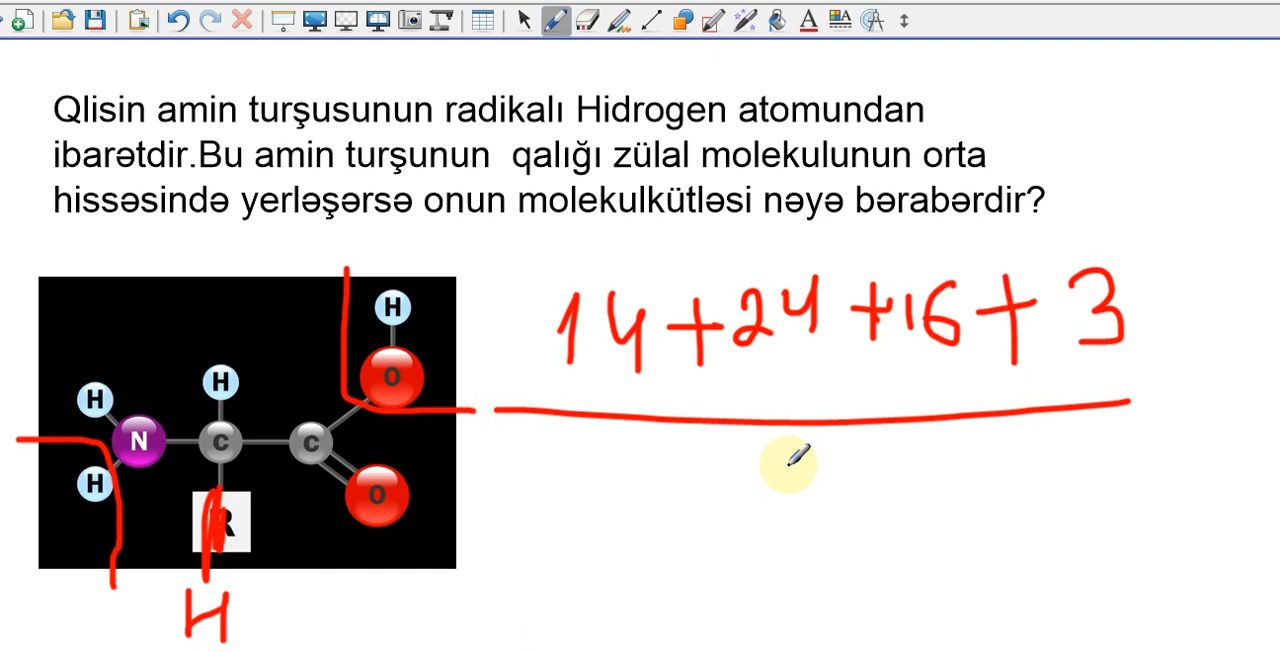 Qlisin amin turşusunun radikalı Hidrogen atomundan
ibarətdir.Bu amin turşunun qalığı zülal molekulunun orta
hissəsində yerləşərsə onun molekulkütləsi nəyə bərabərdir?
14+24+16+3
H
H
O
H
H
N
C
C
H
O
R
H